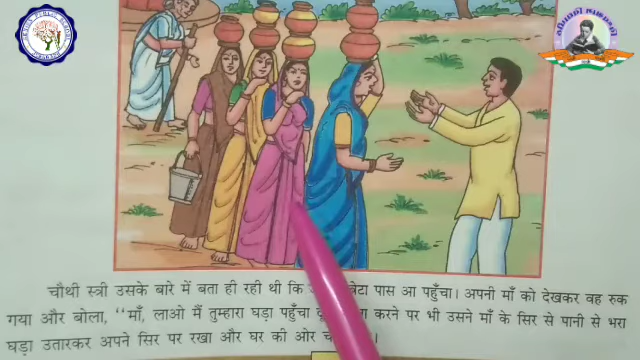 चौथी स्त्री उसके बारे में बता ही रही थी कि बेटा पास आ पहुँचा। अपनी माँ को देखकर वह रुक
गया और बोला, ‘‘माँ, लाओ मैं तुम्हारा घड़ा पहुँचा करने पर भी उसने माँ के सिर से पानी से भरा
घड़ा उतारकर अपने सिर पर रखा और घर की ओर